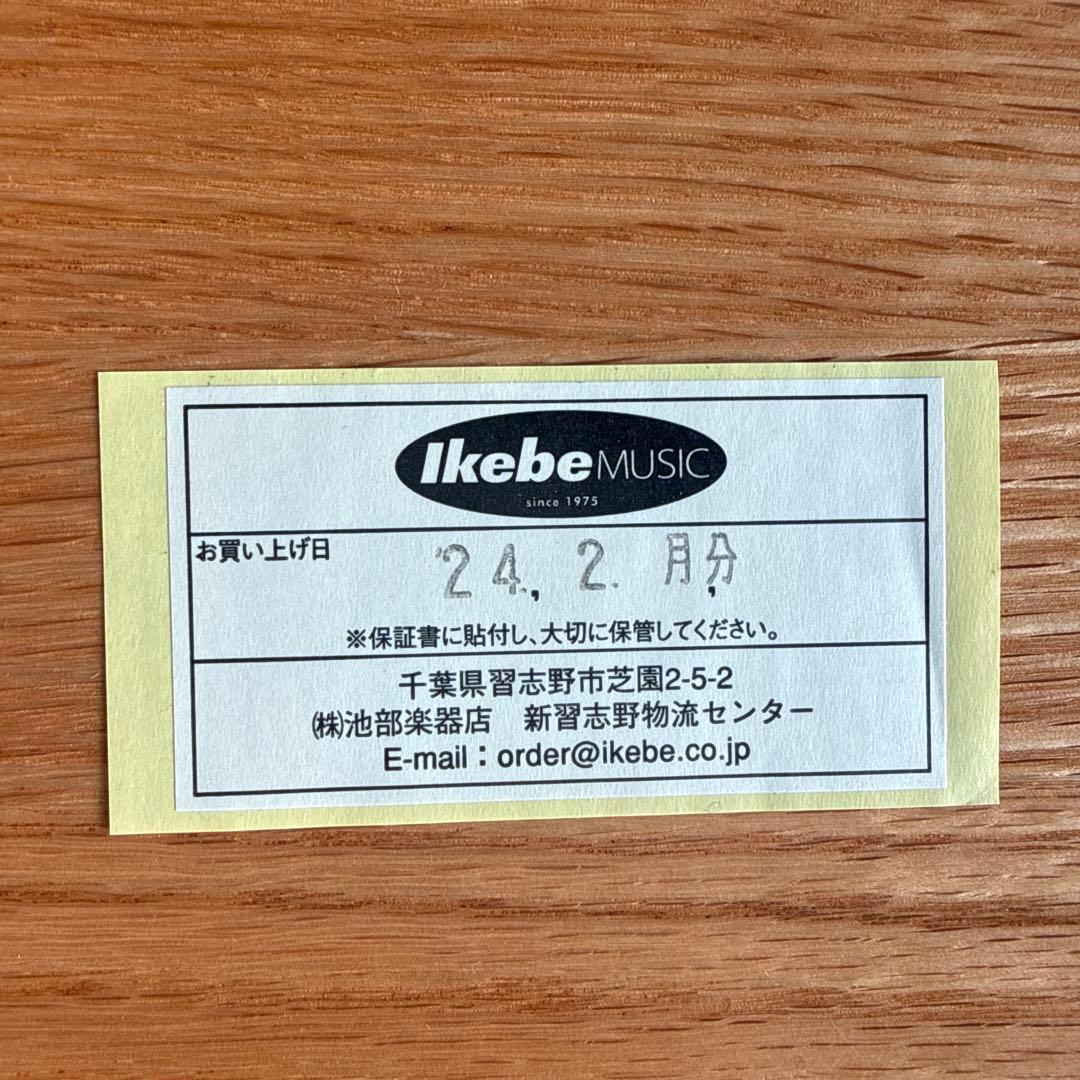 Ikebe MUSIC
since 1975
お買い上げ日
'24. 2. 月分
※保証書に貼付し、大切に保管してください。
千葉県習志野市芝園2-5-2
㈱池部楽器店 新習志野物流センター
E-mail：order@ikebe.co.jp